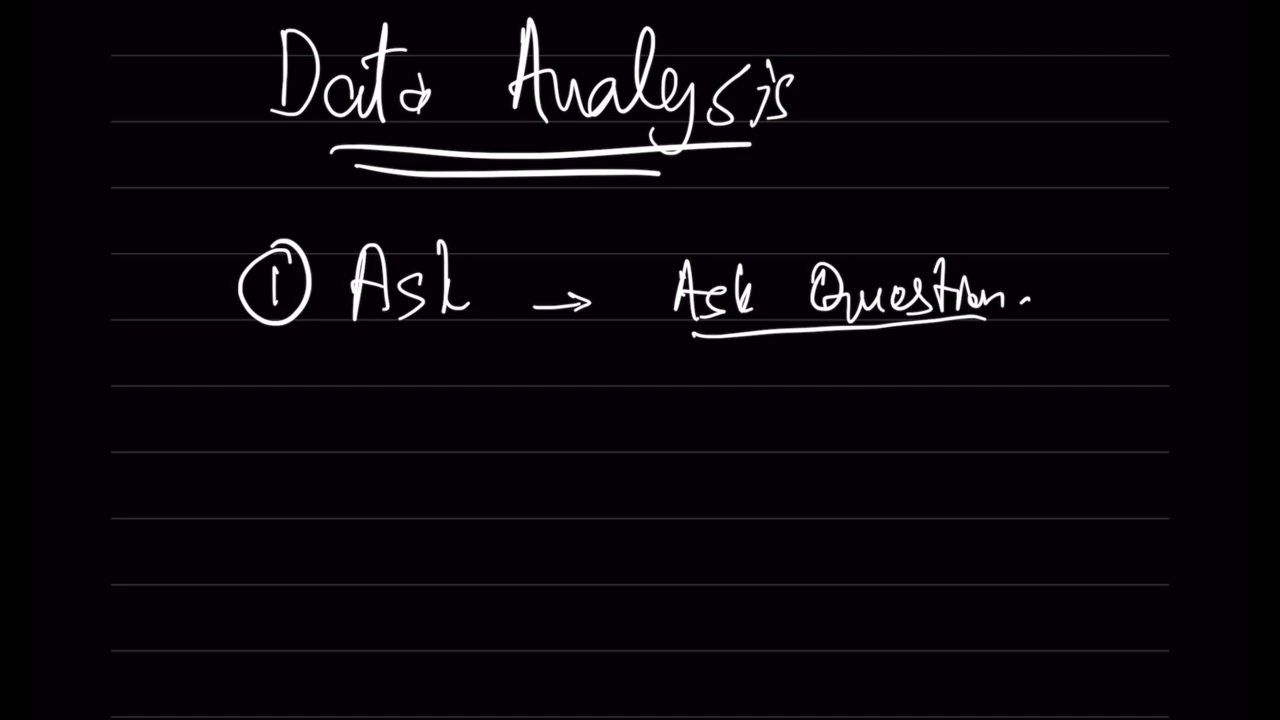 Data Analysis
① Ask → Ask Question.